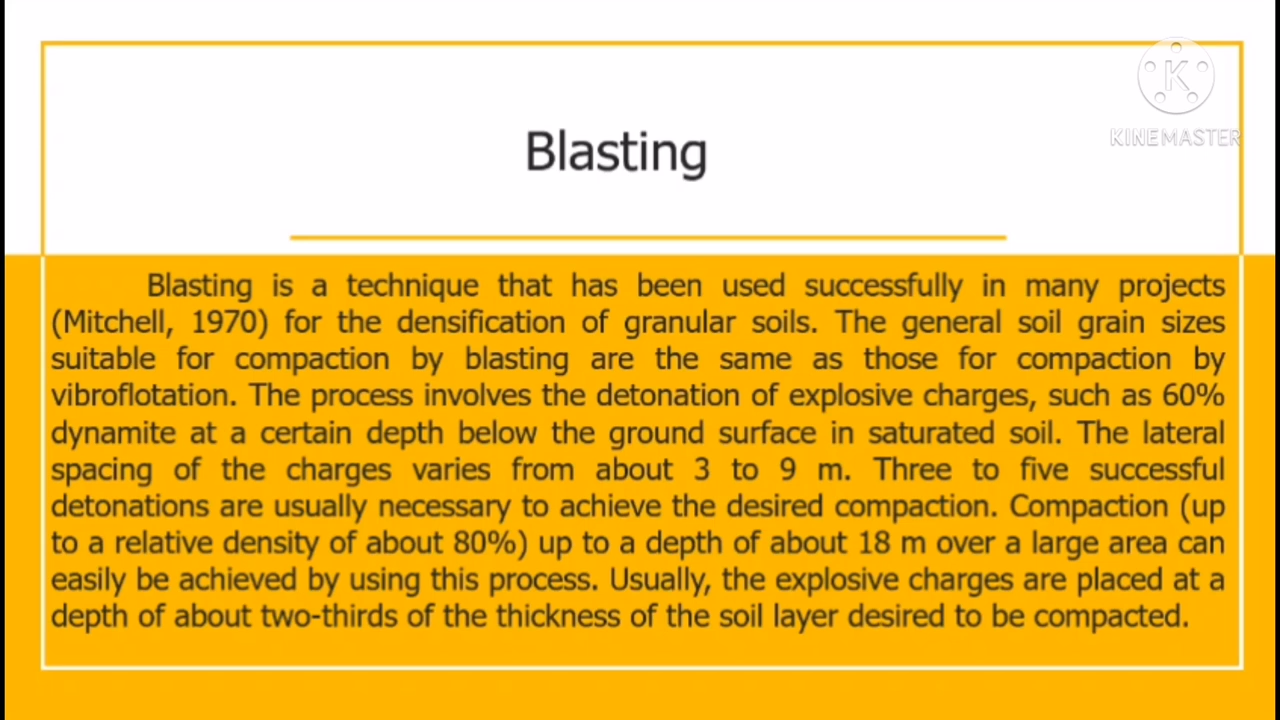 K
KINEMASTER
Blasting
Blasting is a technique that has been used successfully in many projects
(Mitchell, 1970) for the densification of granular soils. The general soil grain sizes
suitable for compaction by blasting are the same as those for compaction by
vibroflotation. The process involves the detonation of explosive charges, such as 60%
dynamite at a certain depth below the ground surface in saturated soil. The lateral
spacing of the charges varies from about 3 to 9 m. Three to five successful
detonations are usually necessary to achieve the desired compaction. Compaction (up
to a relative density of about 80%) up to a depth of about 18 m over a large area can
easily be achieved by using this process. Usually, the explosive charges are placed at a
depth of about two-thirds of the thickness of the soil layer desired to be compacted.